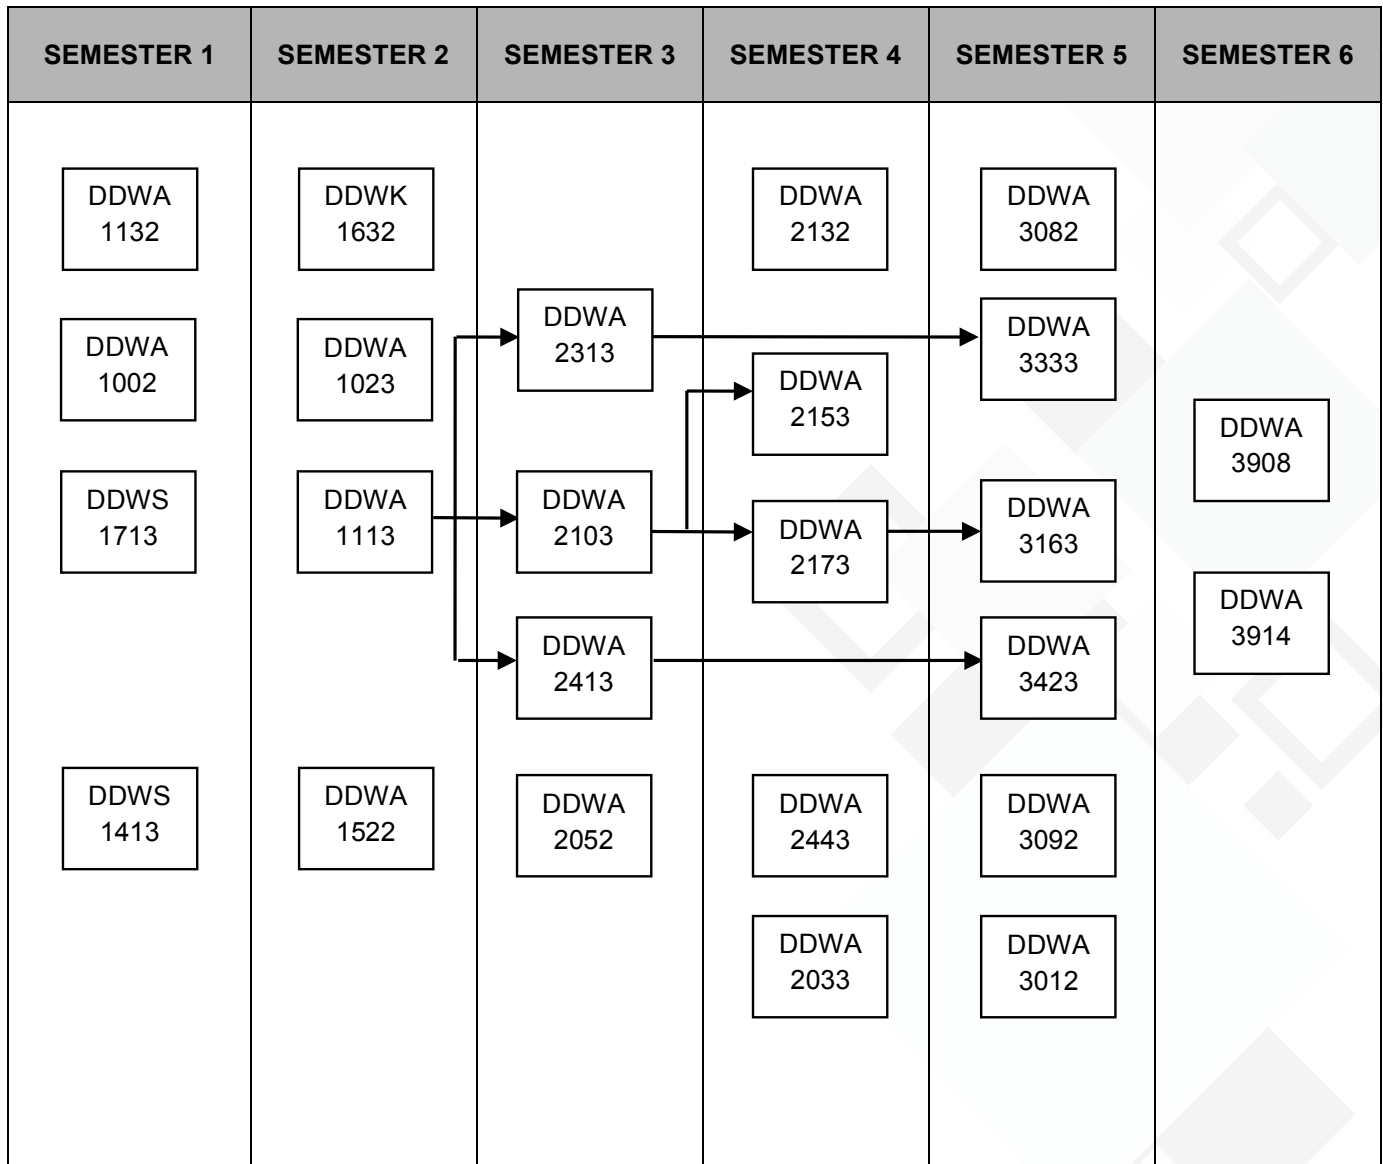 SEMESTER 1
SEMESTER 2
SEMESTER 3
SEMESTER 4
SEMESTER 5
SEMESTER 6
DDWA
1132
DDWA
1002
DDWS
1713
DDWS
1413
DDWK
1632
DDWA
1023
DDWA
1113
DDWA
1522
DDWA
2313
DDWA
2103
DDWA
2413
DDWA
2052
DDWA
2132
DDWA
2153
DDWA
2173
DDWA
2443
DDWA
2033
DDWA
3082
DDWA
3333
DDWA
3163
DDWA
3423
DDWA
3092
DDWA
3012
DDWA
3908
DDWA
3914